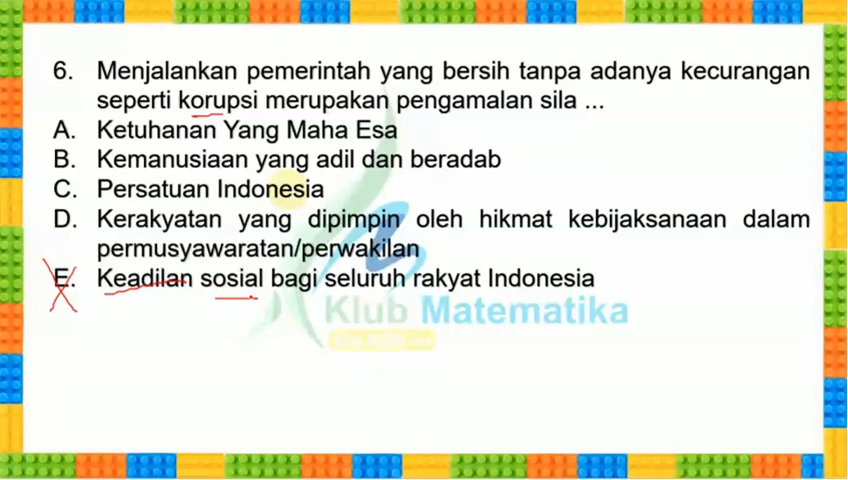 6. Menjalankan pemerintah yang bersih tanpa adanya kecurangan
seperti korupsi merupakan pengamalan sila ...
A. Ketuhanan Yang Maha Esa
B. Kemanusiaan yang adil dan beradab
C. Persatuan Indonesia
D. Kerakyatan yang dipimpin oleh hikmat kebijaksanaan dalam
permusyawaratan/perwakilan
E. Keadilan sosial bagi seluruh rakyat Indonesia
Klub Matematika